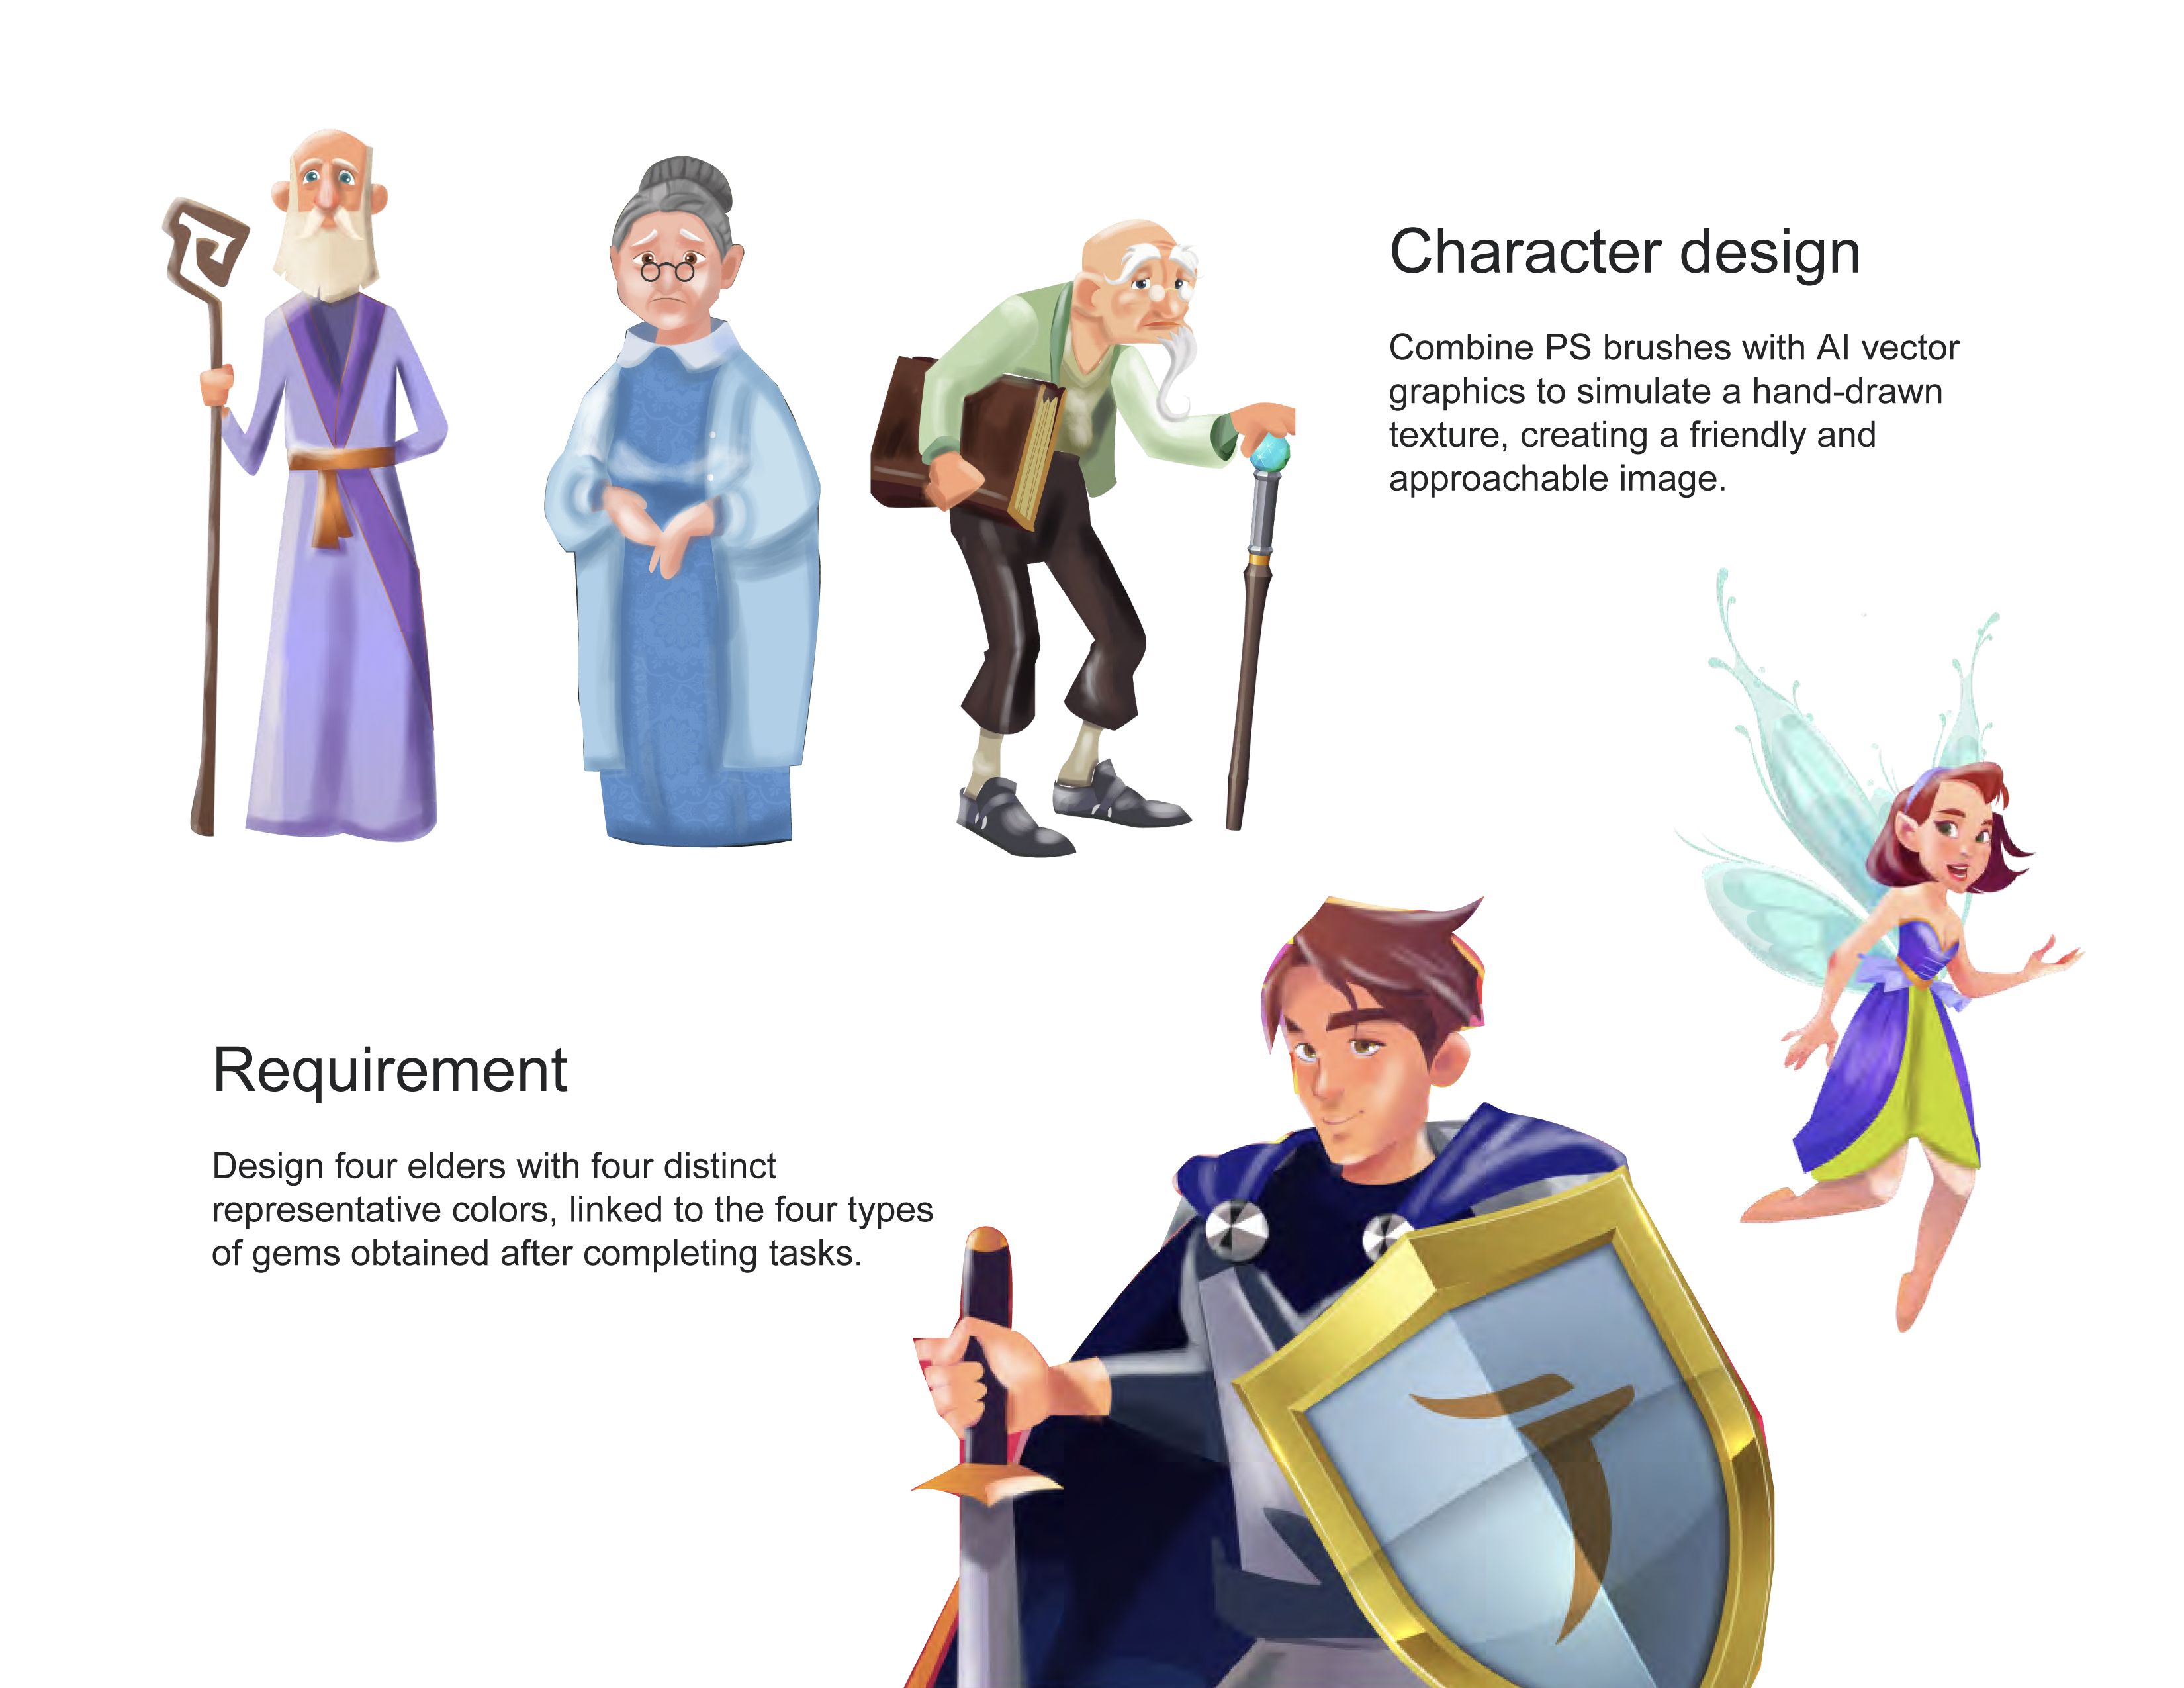 Character design
Combine PS brushes with AI vector
graphics to simulate a hand-drawn
texture, creating a friendly and
approachable image.
Requirement
Design four elders with four distinct
representative colors, linked to the four types
of gems obtained after completing tasks.